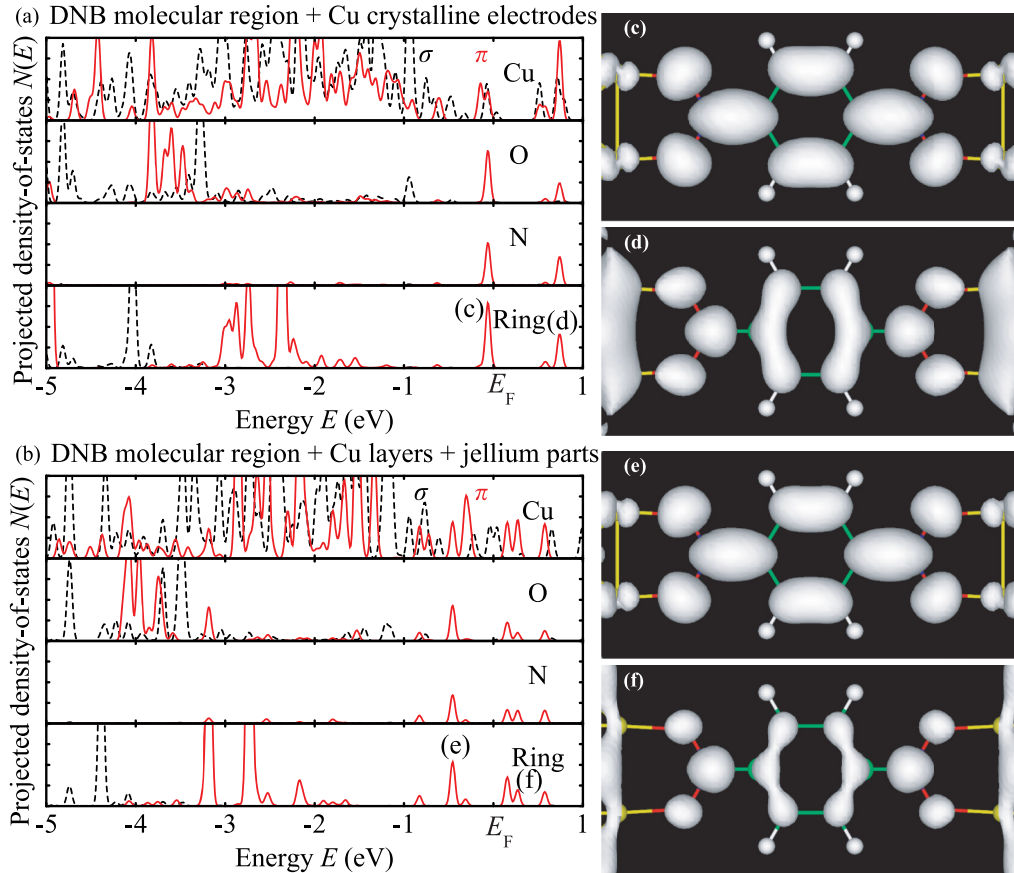 (a) DNB molecular region + Cu crystalline electrodes
Projected density-of-states N(E)
σ π Cu
O
N
(c) Ring(d)
-5 -4 -3 -2 -1 E_F 1
Energy E (eV)
(b) DNB molecular region + Cu layers + jellium parts
Projected density-of-states N(E)
σ π Cu
O
N
(e) Ring
(f)
-5 -4 -3 -2 -1 E_F 1
Energy E (eV)
(c)
(d)
(e)
(f)